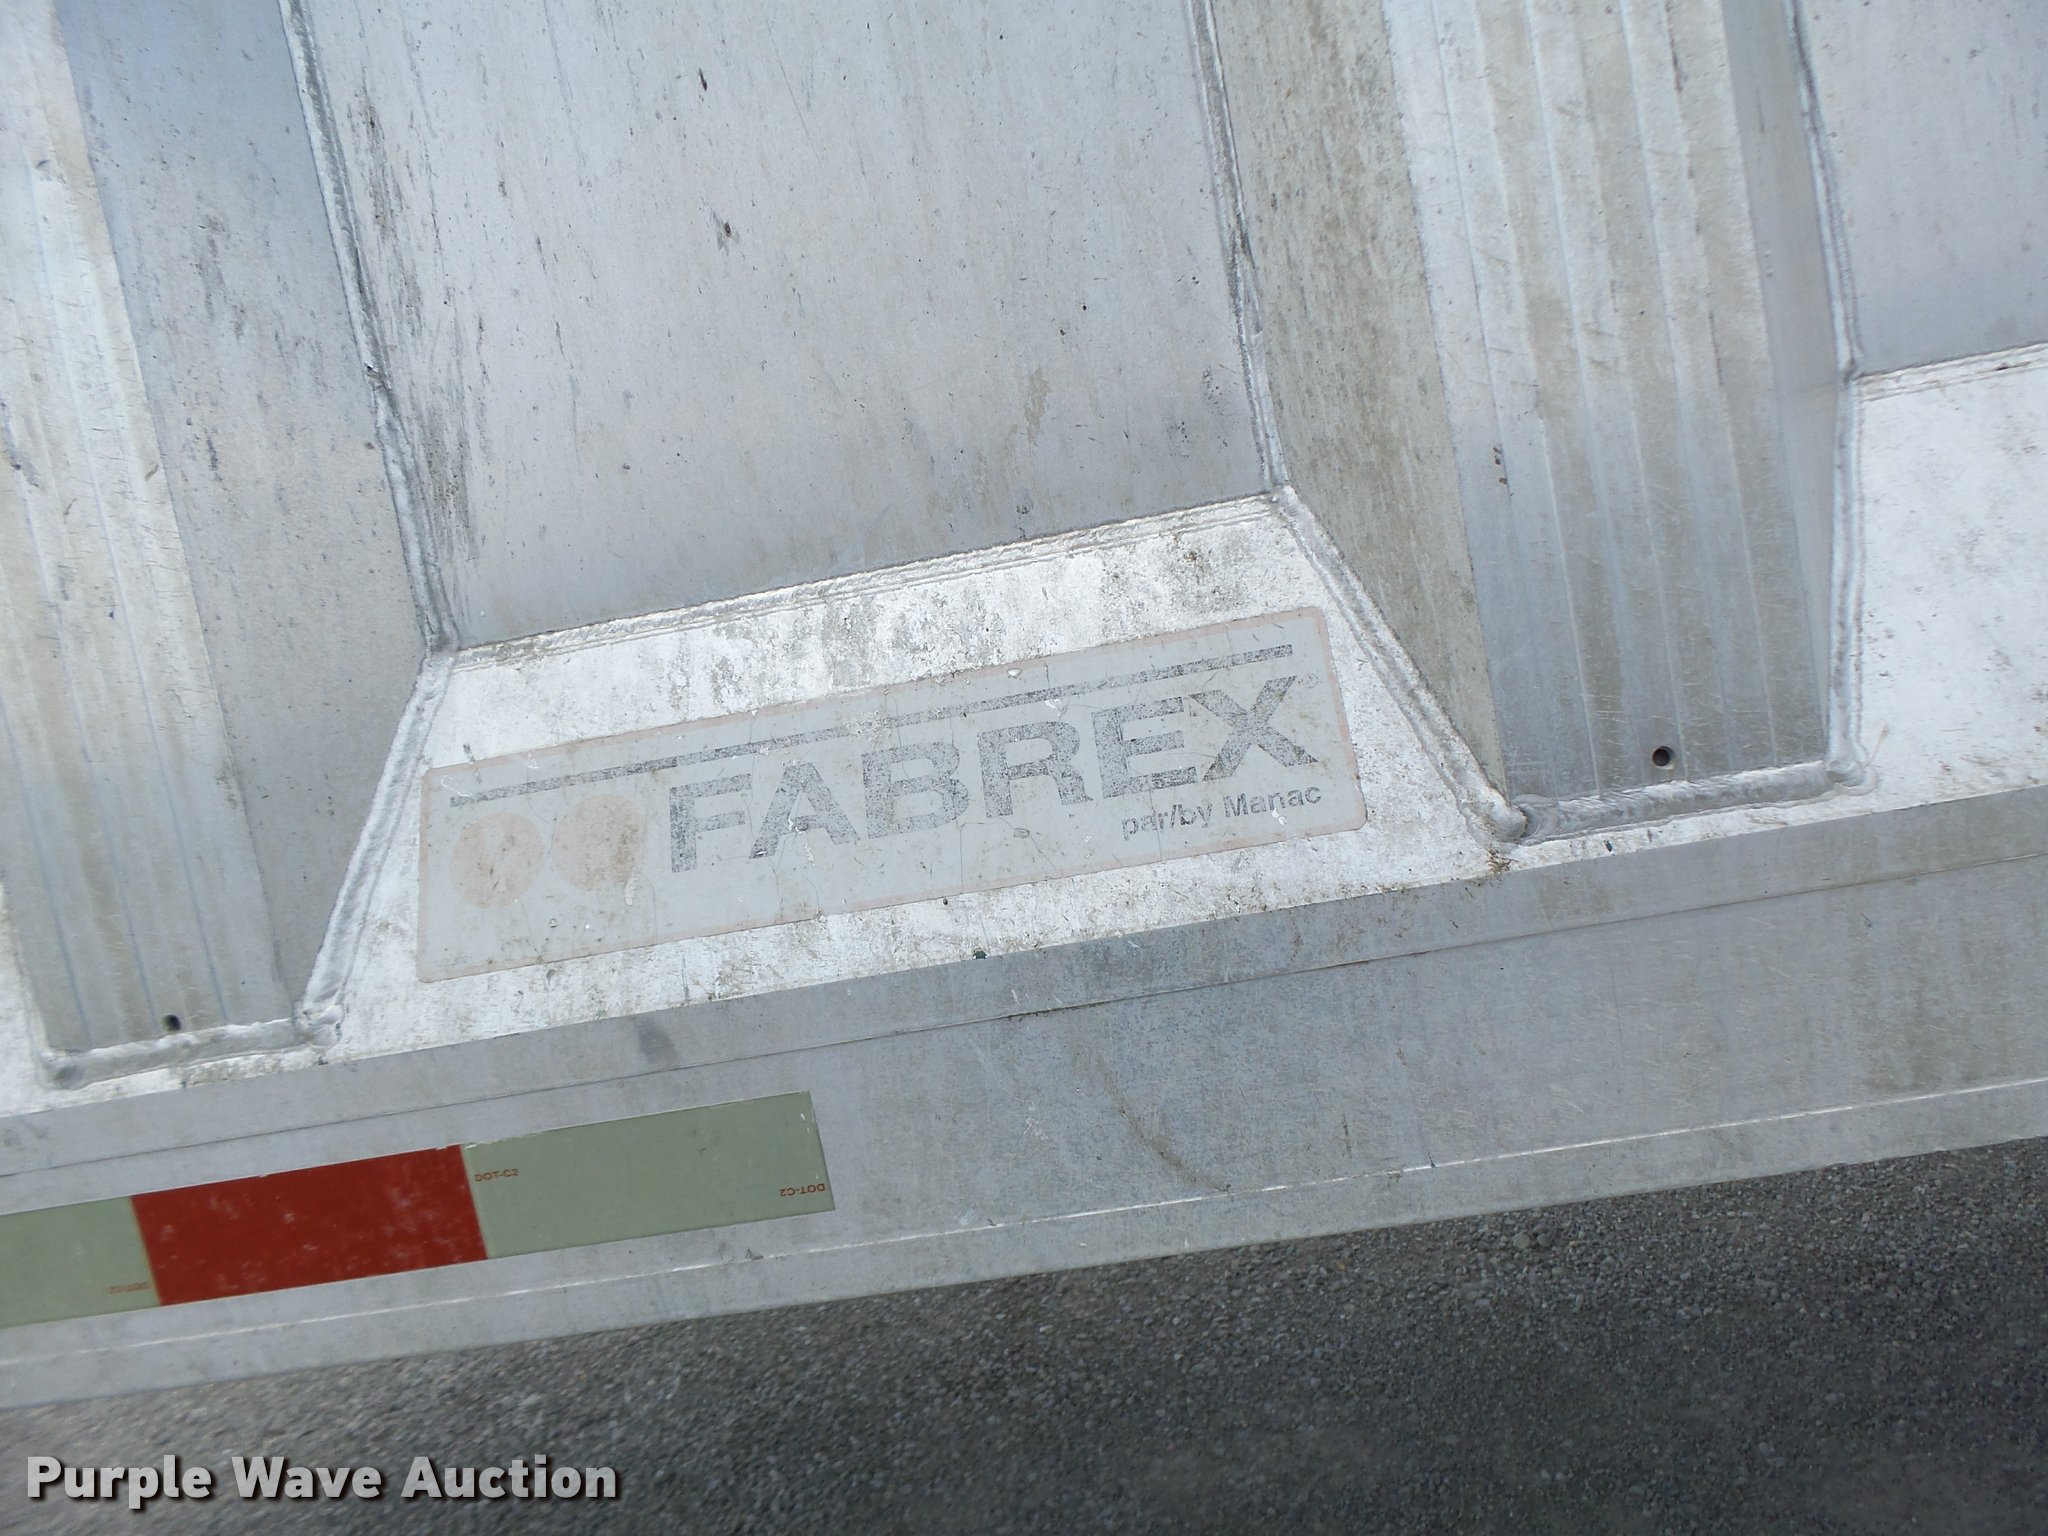 FABREX®
par/by Manac
DOT-C2
DOT-C2
Purple Wave Auction